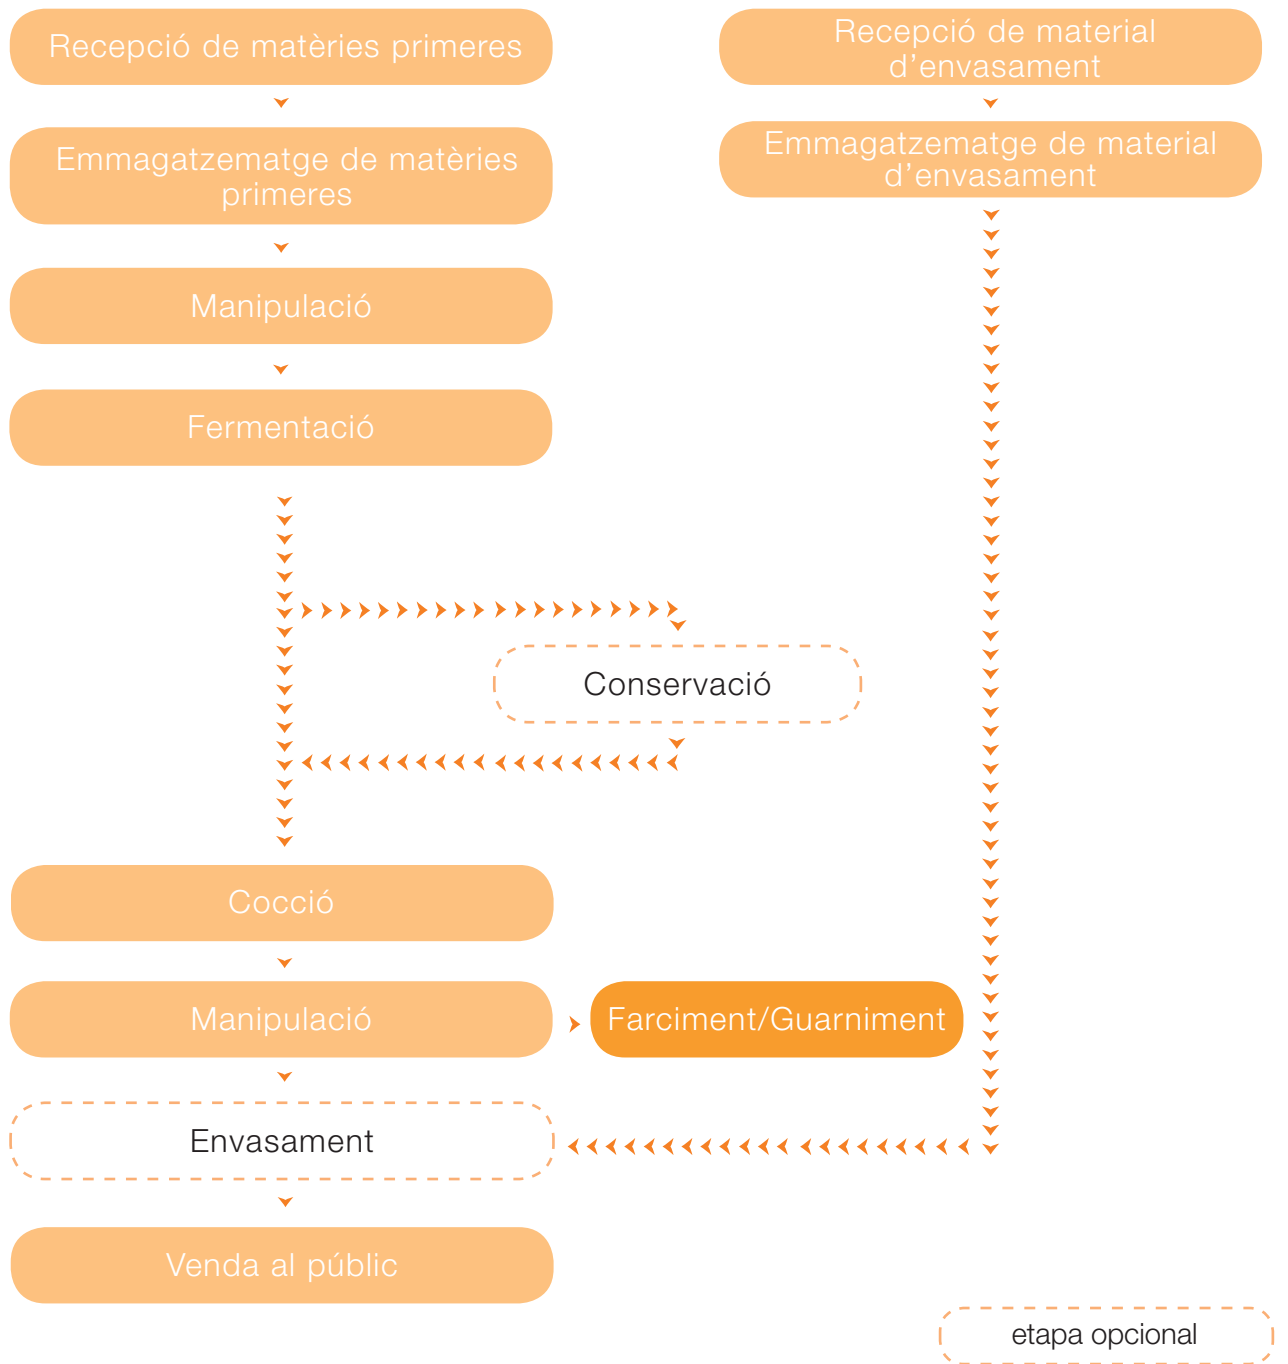 Recepció de matèries primeres
Emmagatzematge de matèries
primeres
Manipulació
Fermentació
Recepció de material
d’envasament
Emmagatzematge de material
d’envasament
Conservació
Cocció
Manipulació
Farciment/Guarniment
Envasament
Venda al públic
etapa opcional